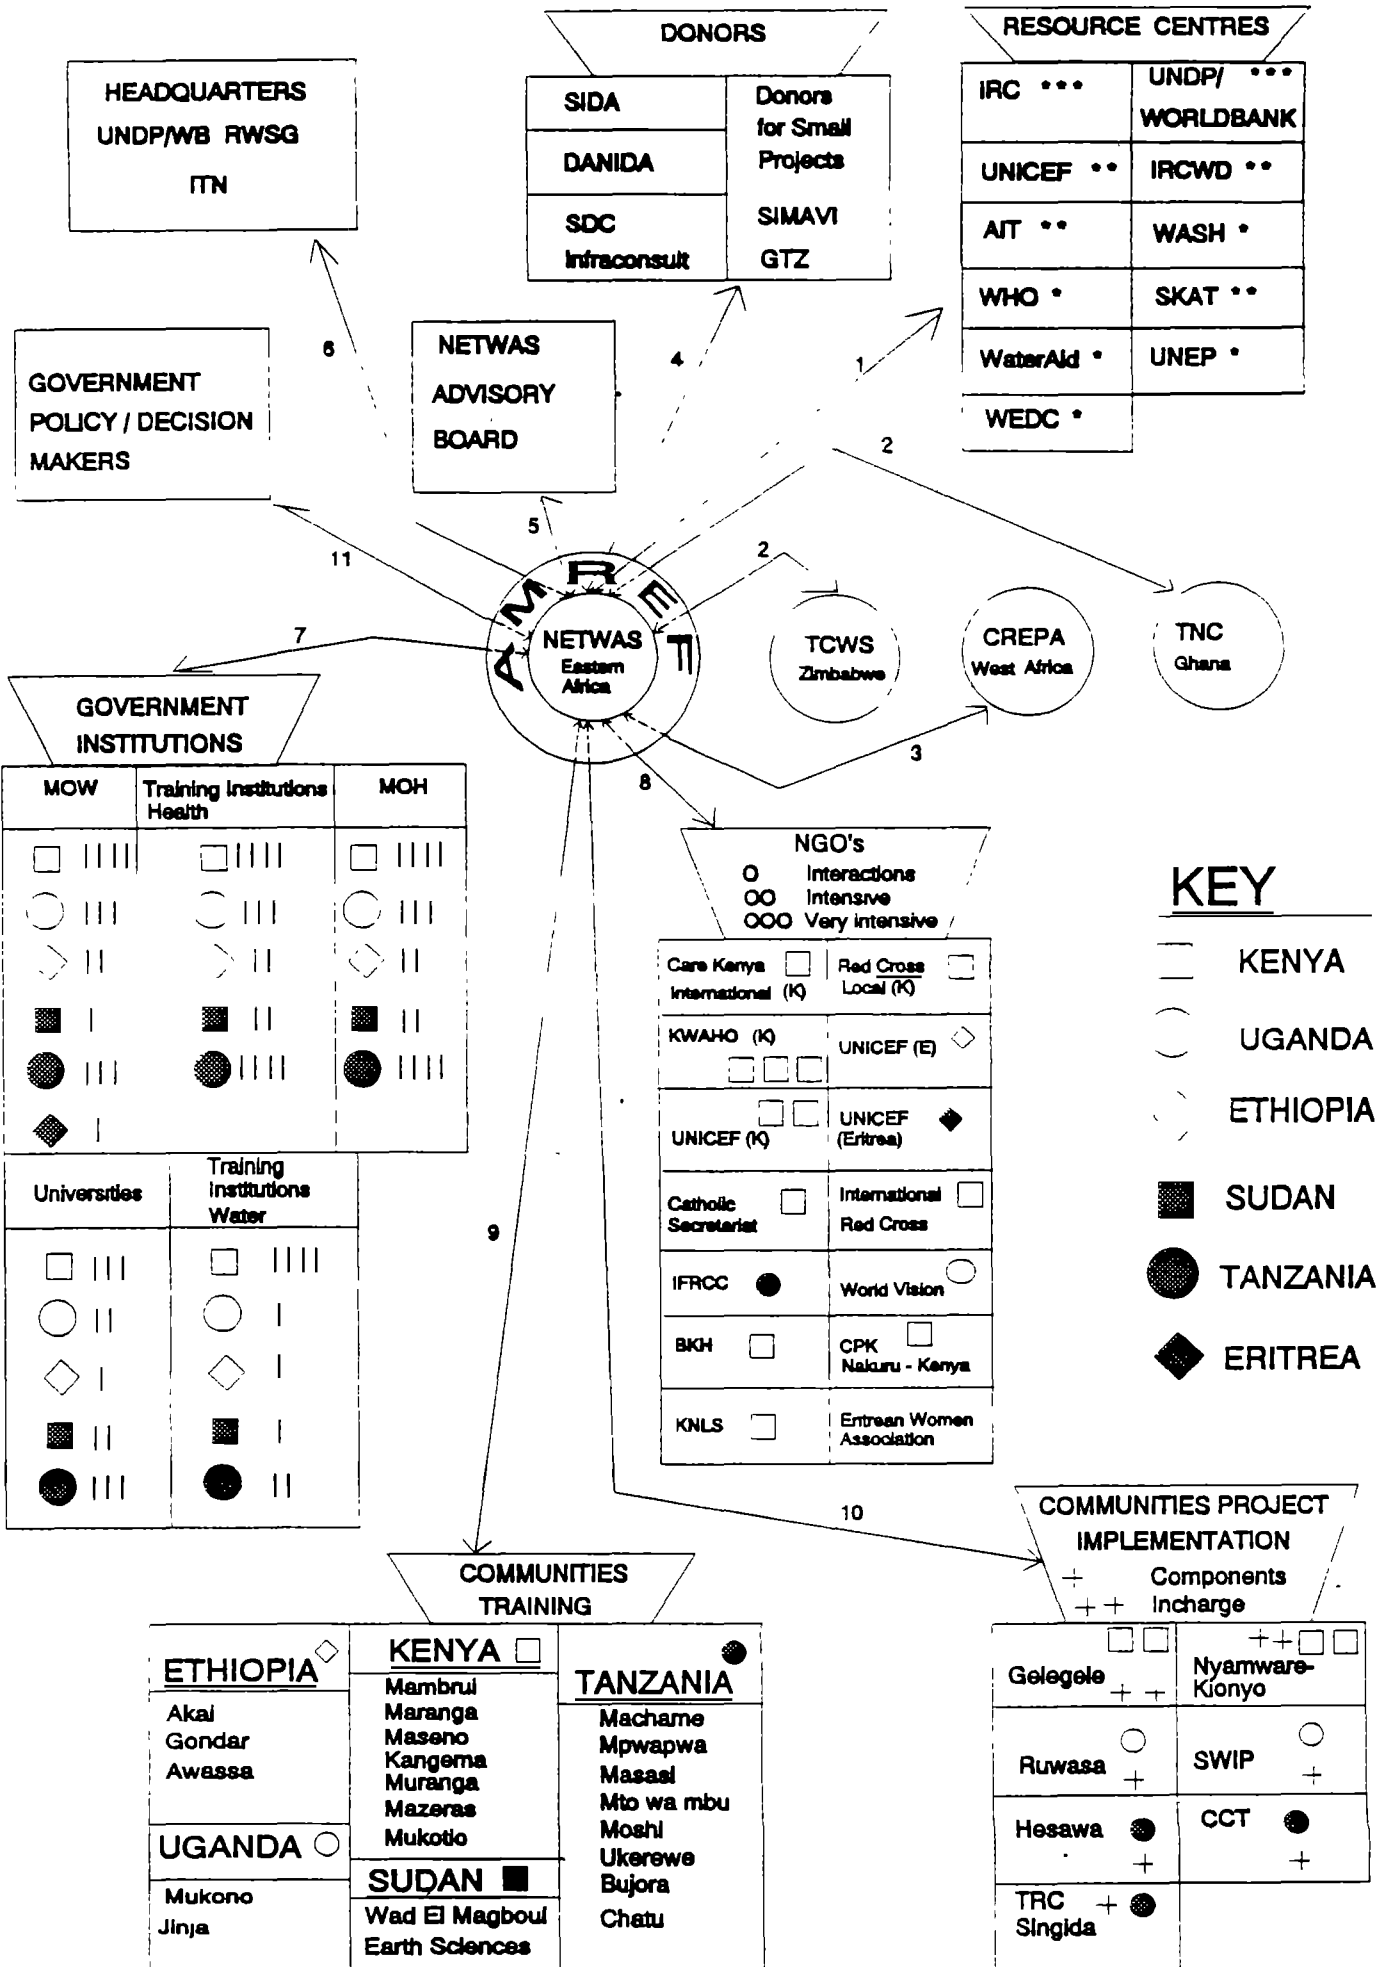 DONORS
SIDA
DANIDA
SDC
Infraconsult
Donors
for Small
Projects
SIMAVI
GTZ
RESOURCE CENTRES
IRC ***
UNDP/ ***
WORLDBANK
UNICEF **
IRCWD **
AIT **
WASH *
WHO *
SKAT **
WaterAid *
UNEP *
WEDC *
HEADQUARTERS
UNDP/WB RWSG
ITN
GOVERNMENT
POLICY / DECISION
MAKERS
NETWAS
ADVISORY
BOARD
6
4
1
2
5
11
2
7
3
8
9
10
AMREF
NETWAS
Eastern
Africa
TCWS
Zimbabwe
CREPA
West Africa
TNC
Ghana
GOVERNMENT
INSTITUTIONS
MOW
Training Institutions
Health
MOH
Universities
Training
Institutions
Water
NGO's
O Interactions
OO Intensive
OOO Very intensive
Care Kenya
International (K)
Red Cross
Local (K)
KWAHO (K)
UNICEF (E)
UNICEF (K)
UNICEF
(Eritrea)
Catholic
Secretariat
International
Red Cross
IFRCC
World Vision
BKH
CPK
Nakuru - Kenya
KNLS
Eritrean Women
Association
KEY
KENYA
UGANDA
ETHIOPIA
SUDAN
TANZANIA
ERITREA
COMMUNITIES
TRAINING
ETHIOPIA
Akai
Gondar
Awassa
UGANDA
Mukono
Jinja
KENYA
Mambrui
Maranga
Maseno
Kangema
Muranga
Mazeras
Mukotio
SUDAN
Wad El Magboul
Earth Sciences
TANZANIA
Machame
Mpwapwa
Masasi
Mto wa mbu
Moshi
Ukerewe
Bujora
Chatu
COMMUNITIES PROJECT
IMPLEMENTATION
+ Components
++ Incharge
Gelegele
++
++
Nyamware-
Kionyo
Ruwasa
+
SWIP
+
Hesawa
+
CCT
+
TRC +
Singida